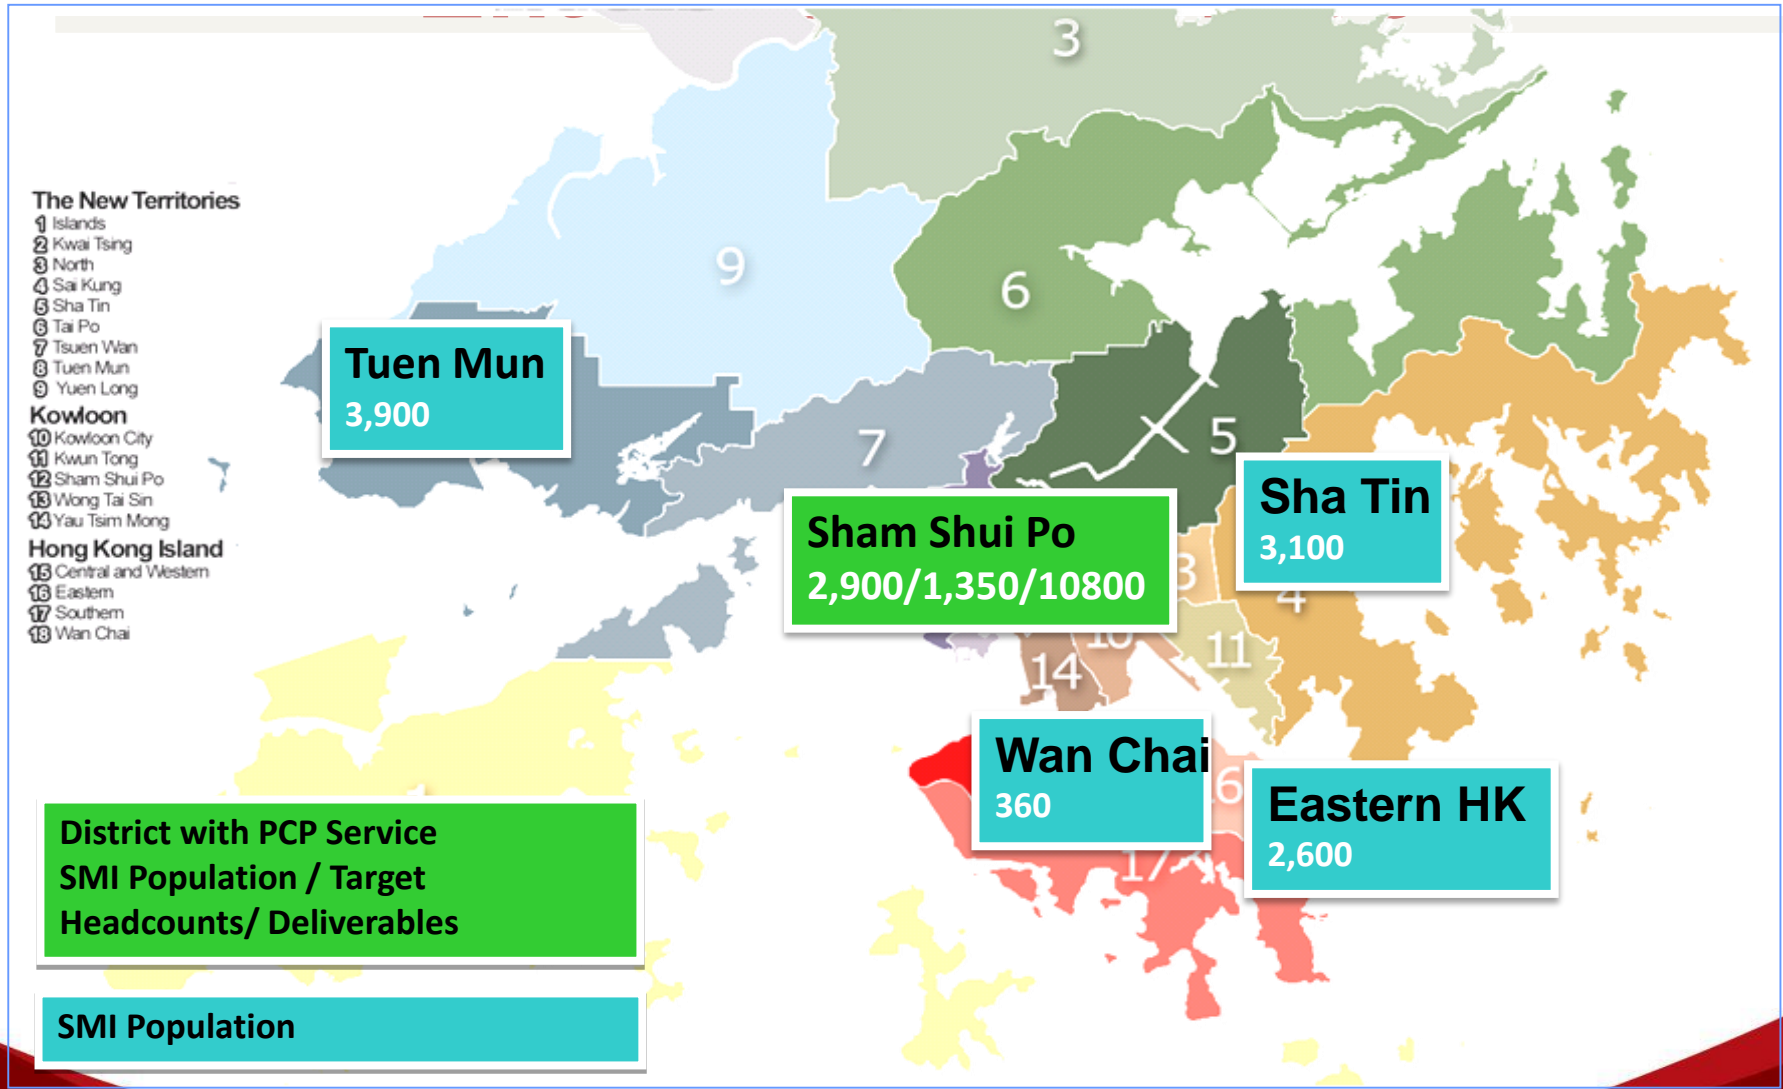 3
The New Territories
1 Islands
2 Kwai Tsing
3 North
4 Sai Kung
5 Sha Tin
6 Tai Po
7 Tsuen Wan
8 Tuen Mun
9 Yuen Long
Kowloon
10 Kowloon City
11 Kwun Tong
12 Sham Shui Po
13 Wong Tai Sin
14 Yau Tsim Mong
Hong Kong Island
15 Central and Western
16 Eastern
17 Southern
18 Wan Chai
9
6
Tuen Mun
3,900
7
5
Sha Tin
3,100
Sham Shui Po
2,900/1,350/10800
3
4
10
11
14
Wan Chai
360
16
Eastern HK
2,600
17
District with PCP Service
SMI Population / Target
Headcounts/ Deliverables
SMI Population